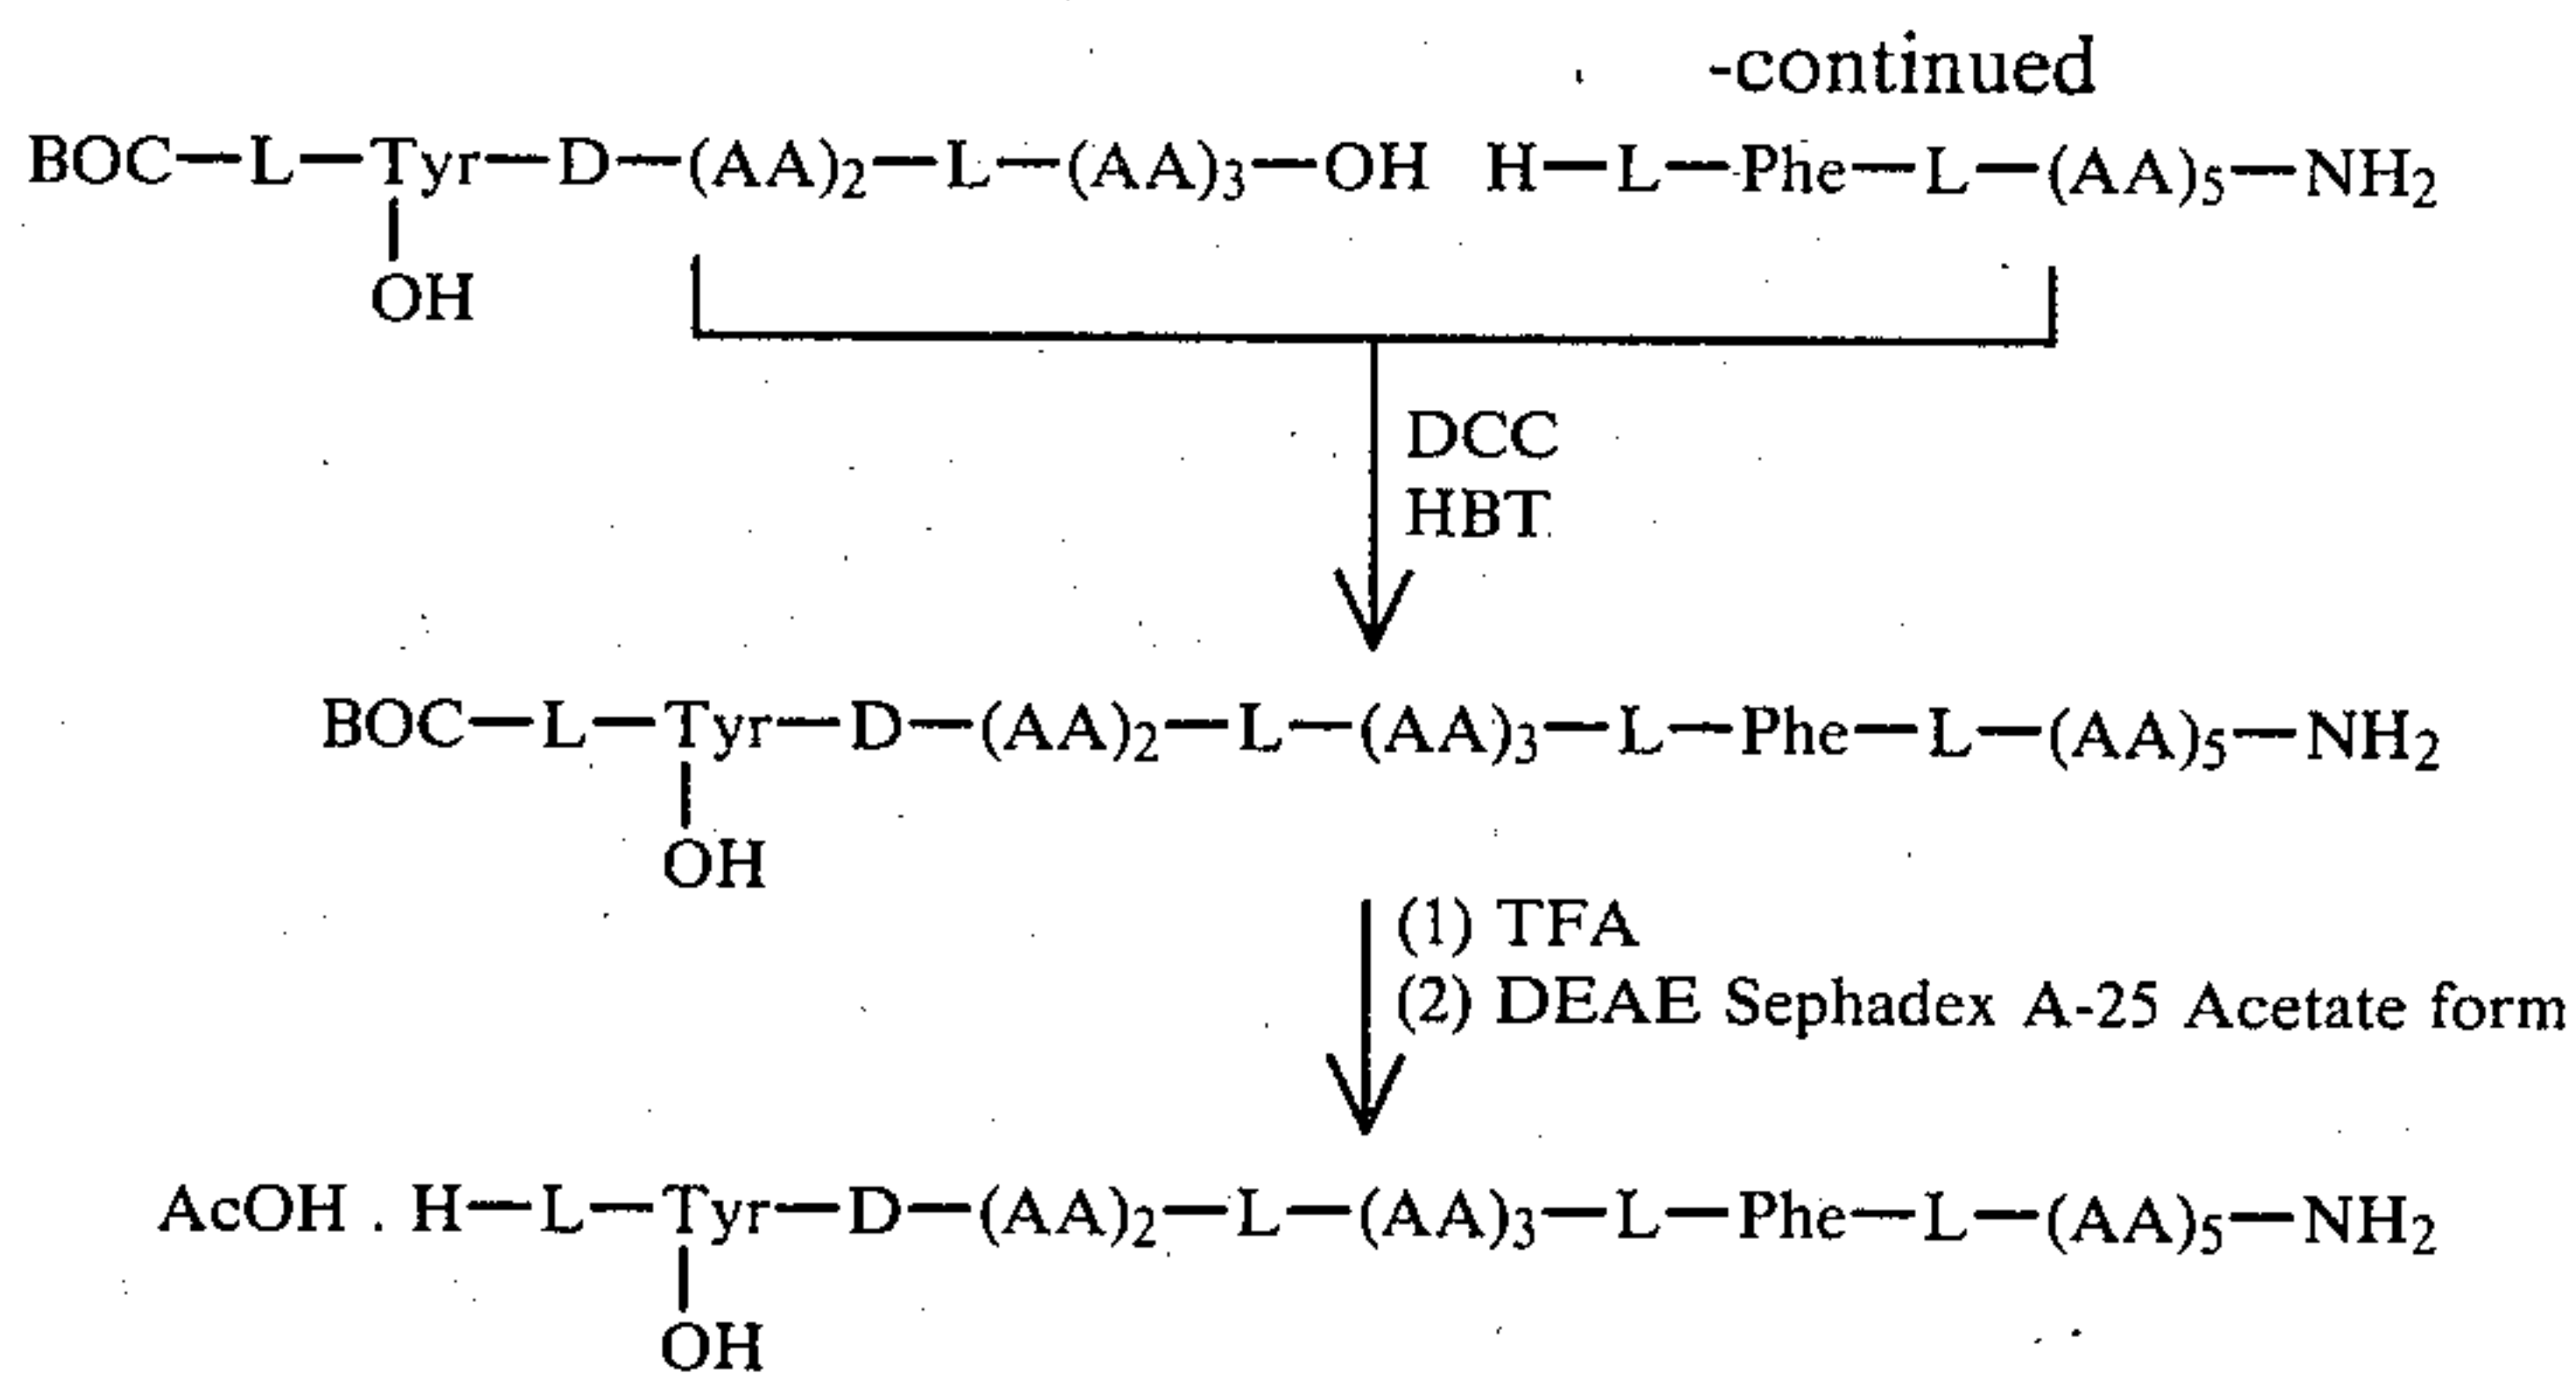 -continued
BOC—L—Tyr—D—(AA)₂—L—(AA)₃—OH H—L—Phe—L—(AA)₅—NH₂
OH
DCC
HBT
BOC—L—Tyr—D—(AA)₂—L—(AA)₃—L—Phe—L—(AA)₅—NH₂
OH
(1) TFA
(2) DEAE Sephadex A-25 Acetate form
AcOH . H—L—Tyr—D—(AA)₂—L—(AA)₃—L—Phe—L—(AA)₅—NH₂
OH